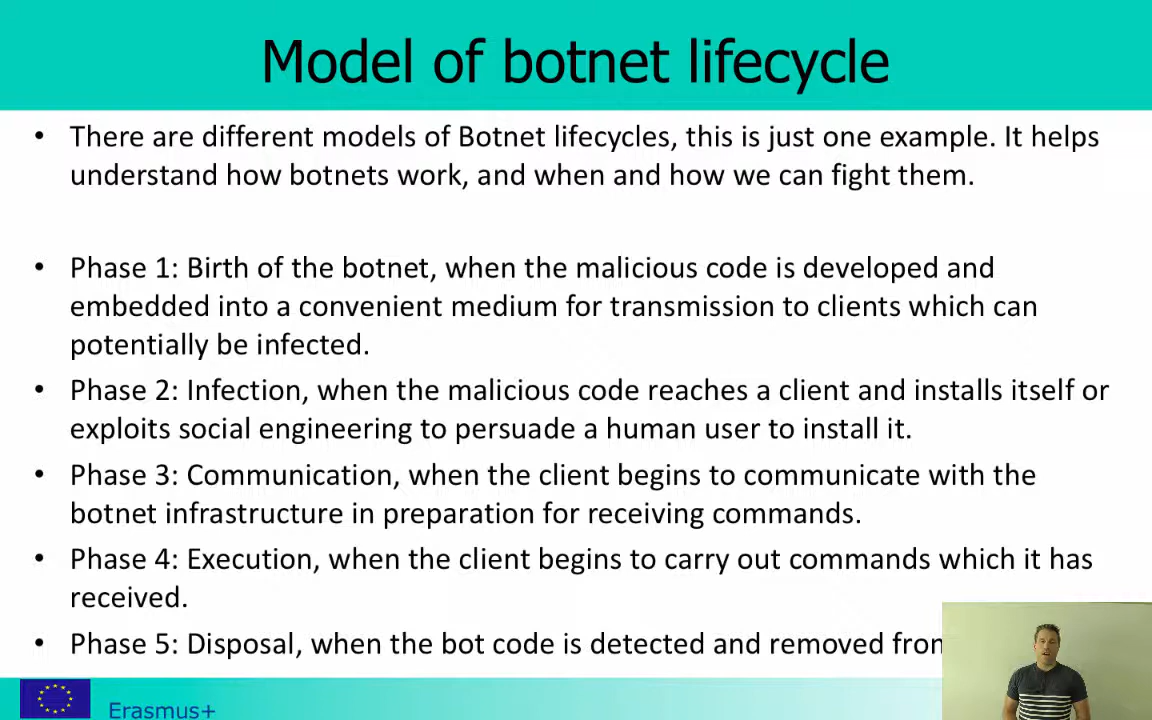 Model of botnet lifecycle
• There are different models of Botnet lifecycles, this is just one example. It helps
understand how botnets work, and when and how we can fight them.
• Phase 1: Birth of the botnet, when the malicious code is developed and
embedded into a convenient medium for transmission to clients which can
potentially be infected.
• Phase 2: Infection, when the malicious code reaches a client and installs itself or
exploits social engineering to persuade a human user to install it.
• Phase 3: Communication, when the client begins to communicate with the
botnet infrastructure in preparation for receiving commands.
• Phase 4: Execution, when the client begins to carry out commands which it has
received.
• Phase 5: Disposal, when the bot code is detected and removed
Erasmus+